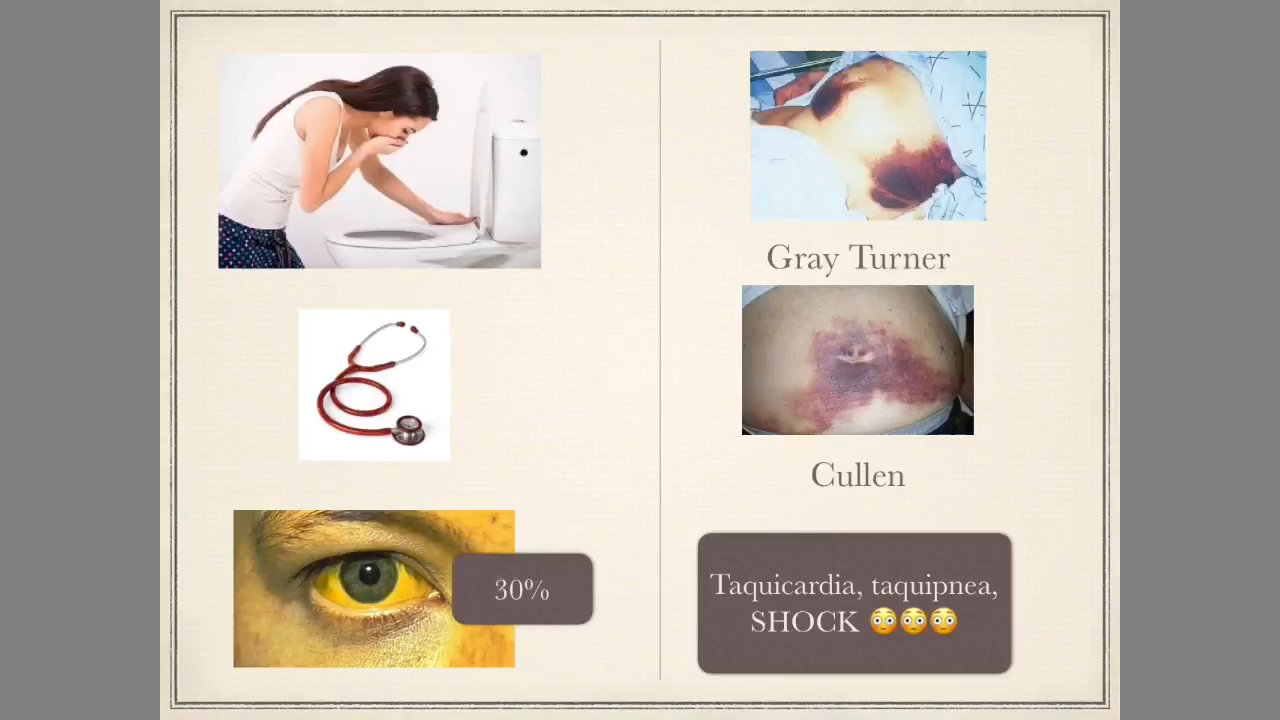 30%
Gray Turner
Cullen
Taquicardia, taquipnea,
SHOCK 😳😳😳